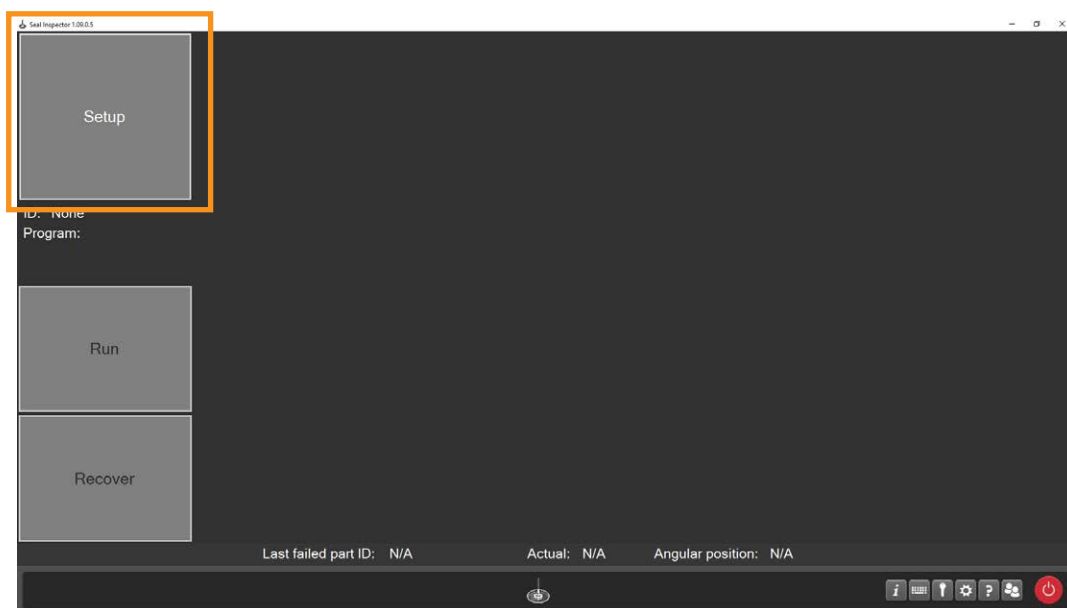 Seal Inspector 1.09.0.5
Setup
ID: None
Program:
Run
Recover
Last failed part ID: N/A Actual: N/A Angular position: N/A
i ?